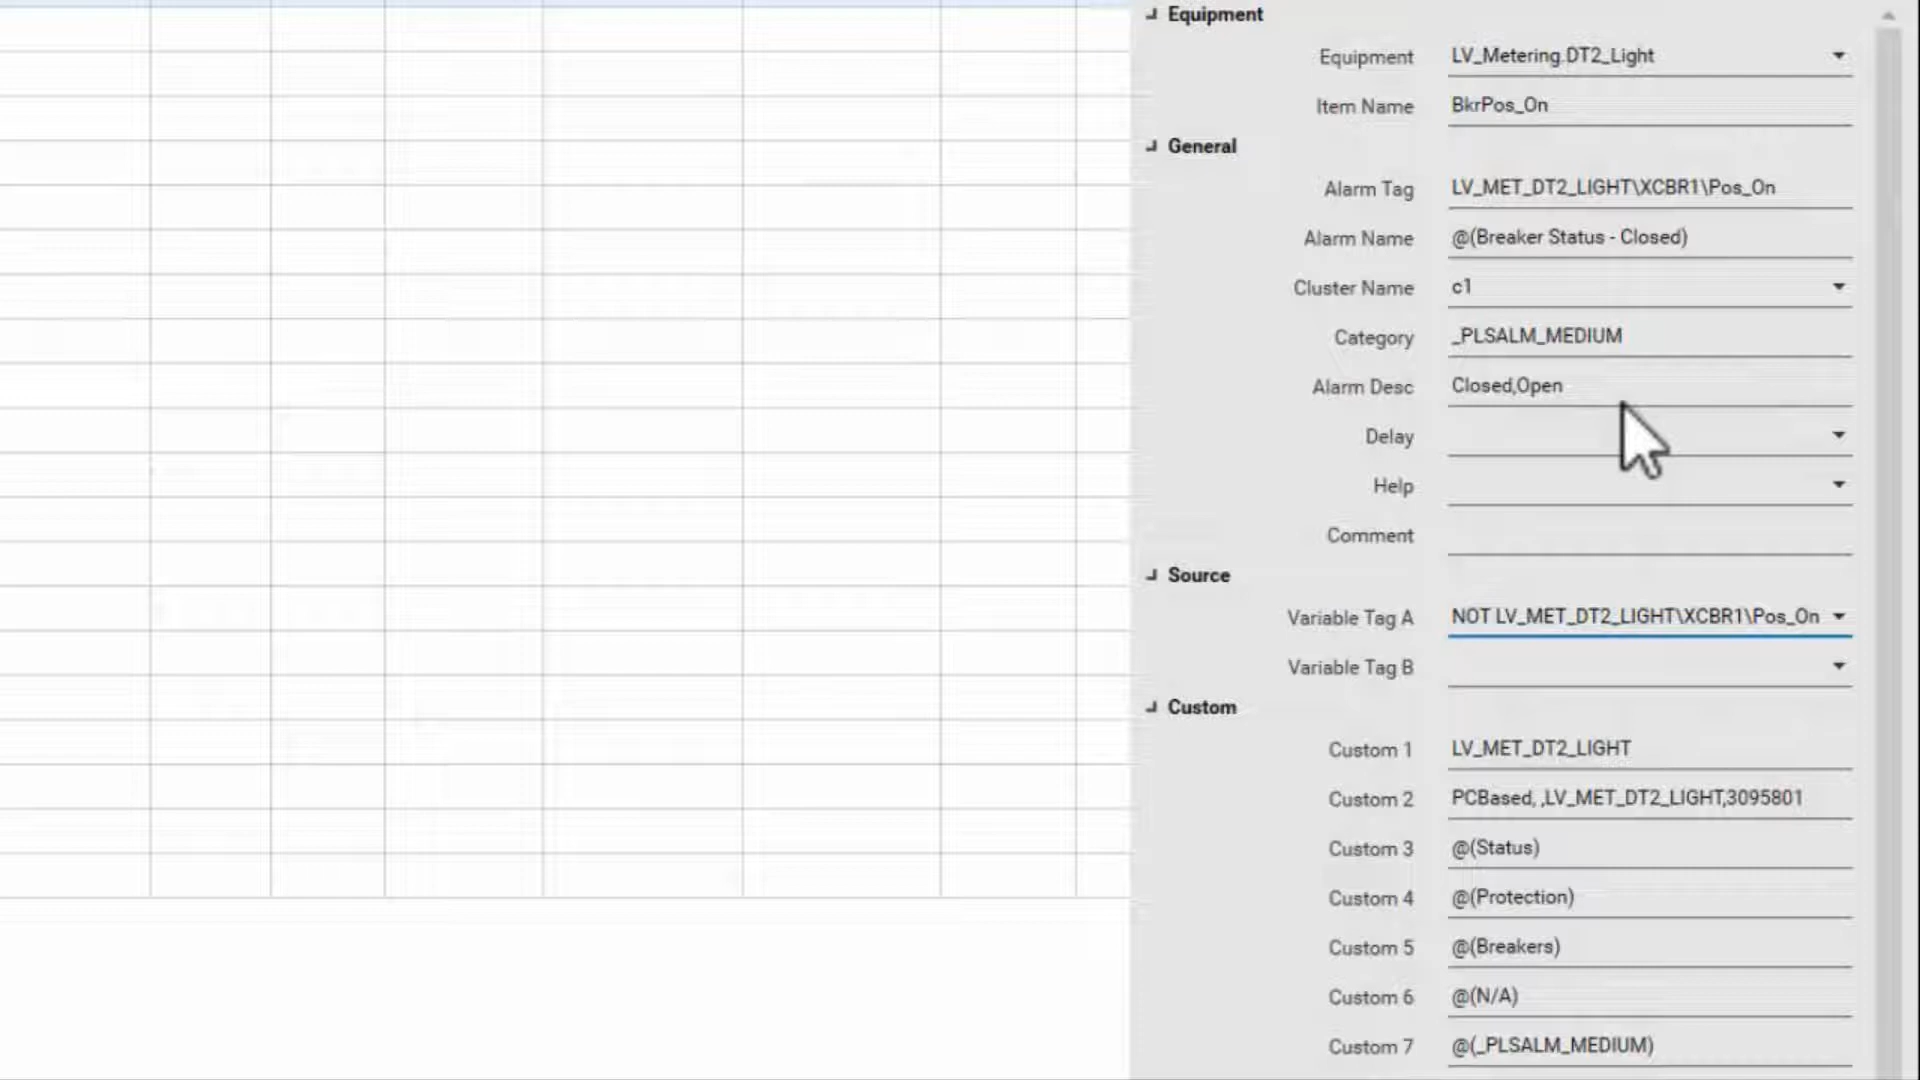 Equipment
Equipment LV_Metering.DT2_Light
Item Name BkrPos_On
General
Alarm Tag LV_MET_DT2_LIGHT\XCBR1\Pos_On
Alarm Name @(Breaker Status - Closed)
Cluster Name c1
Category _PLSALM_MEDIUM
Alarm Desc Closed,Open
Delay
Help
Comment
Source
Variable Tag A NOT LV_MET_DT2_LIGHT\XCBR1\Pos_On
Variable Tag B
Custom
Custom 1 LV_MET_DT2_LIGHT
Custom 2 PCBased, ,LV_MET_DT2_LIGHT,3095801
Custom 3 @(Status)
Custom 4 @(Protection)
Custom 5 @(Breakers)
Custom 6 @(N/A)
Custom 7 @(_PLSALM_MEDIUM)